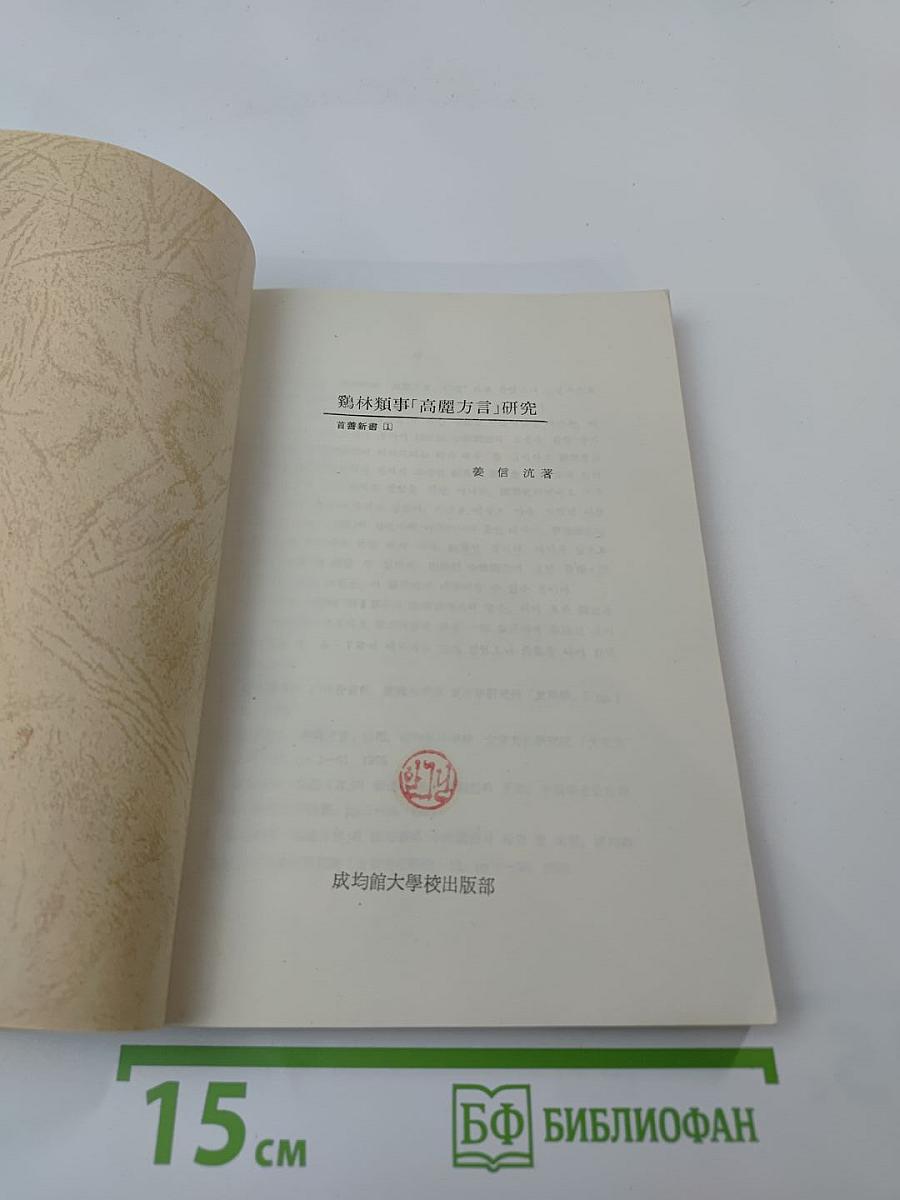 鷄林類事「高麗方言」研究
首善新書 [1]
姜 信 沆 著
成均館大學校出版部
15 см
БФ БИБЛИОФАН